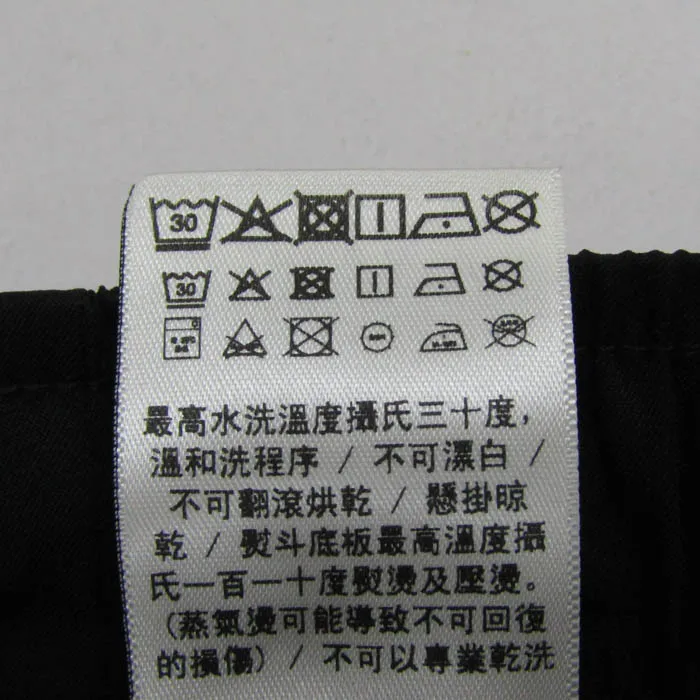 30
30
最高水洗溫度攝氏三十度,
溫和洗程序 / 不可漂白 /
不可翻滾烘乾 / 懸掛晾
乾 / 熨斗底板最高溫度攝
氏一百一十度熨燙及壓燙。
(蒸氣燙可能導致不可回復
的損傷) / 不可以專業乾洗